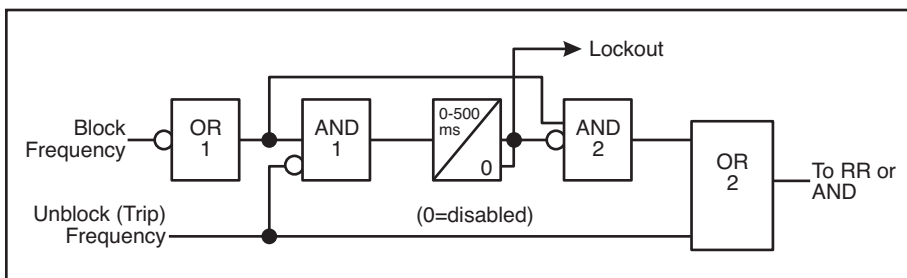 Lockout
Block
Frequency
OR
1
AND
1
0-500
ms
0
AND
2
OR
2
To RR or
AND
Unblock (Trip)
Frequency
(0=disabled)